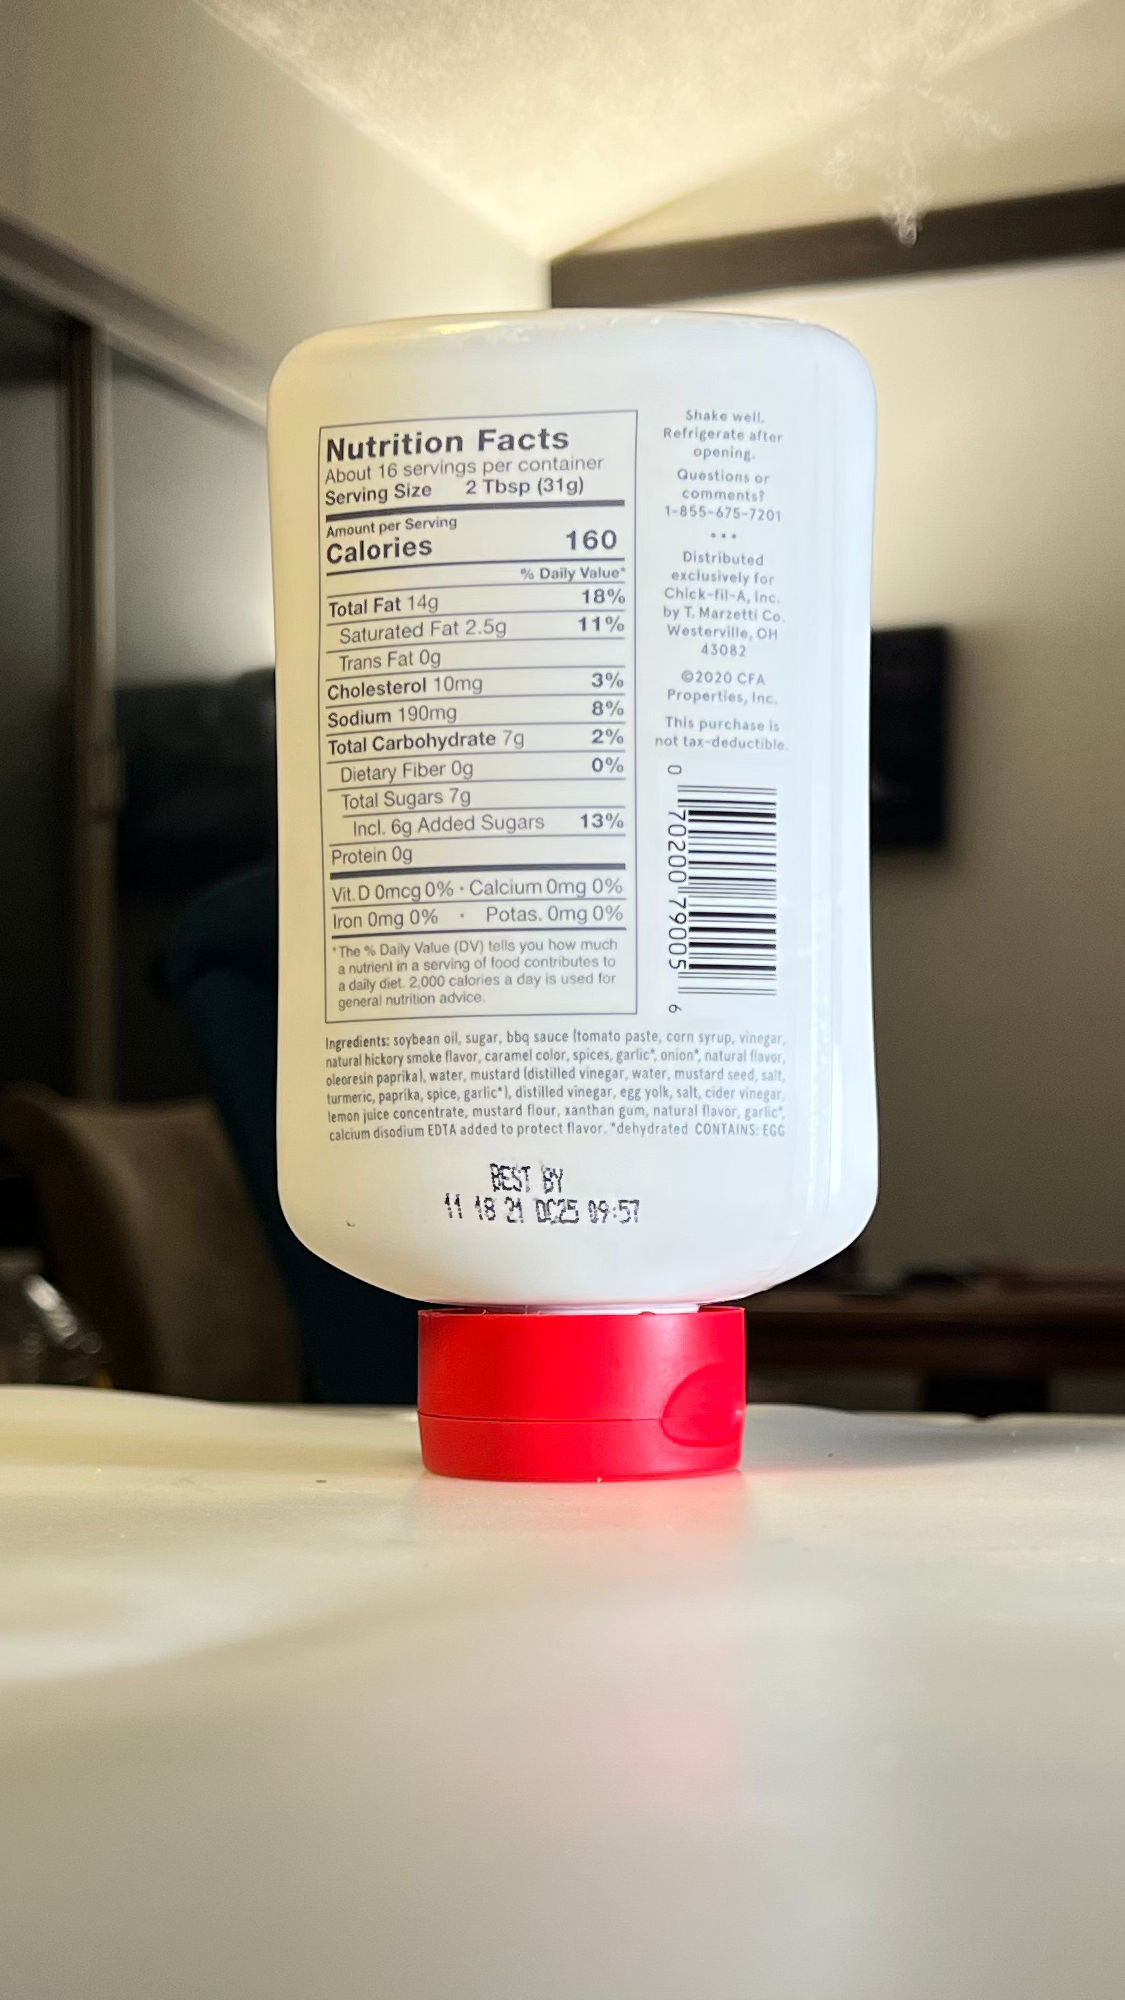 Nutrition Facts
About 16 servings per container
Serving Size 2 Tbsp (31g)
Amount per Serving
Calories 160
% Daily Value*
Total Fat 14g 18%
Saturated Fat 2.5g 11%
Trans Fat 0g
Cholesterol 10mg 3%
Sodium 190mg 8%
Total Carbohydrate 7g 2%
Dietary Fiber 0g 0%
Total Sugars 7g
Incl. 6g Added Sugars 13%
Protein 0g
Vit. D 0mcg 0% · Calcium 0mg 0%
Iron 0mg 0% · Potas. 0mg 0%
*The % Daily Value (DV) tells you how much
a nutrient in a serving of food contributes to
a daily diet. 2,000 calories a day is used for
general nutrition advice.
Shake well.
Refrigerate after
opening.
Questions or
comments?
1-855-675-7201
•••
Distributed
exclusively for
Chick-fil-A, Inc.
by T. Marzetti Co.
Westerville, OH
43082
©2020 CFA
Properties, Inc.
This purchase is
not tax-deductible.
0 70200 79005 6
Ingredients: soybean oil, sugar, bbq sauce (tomato paste, corn syrup, vinegar,
natural hickory smoke flavor, caramel color, spices, garlic*, onion*, natural flavor,
oleoresin paprika), water, mustard (distilled vinegar, water, mustard seed, salt,
turmeric, paprika, spice, garlic*), distilled vinegar, egg yolk, salt, cider vinegar,
lemon juice concentrate, mustard flour, xanthan gum, natural flavor, garlic*,
calcium disodium EDTA added to protect flavor. *dehydrated CONTAINS: EGG
BEST BY
11 18 21 DC25 09:57